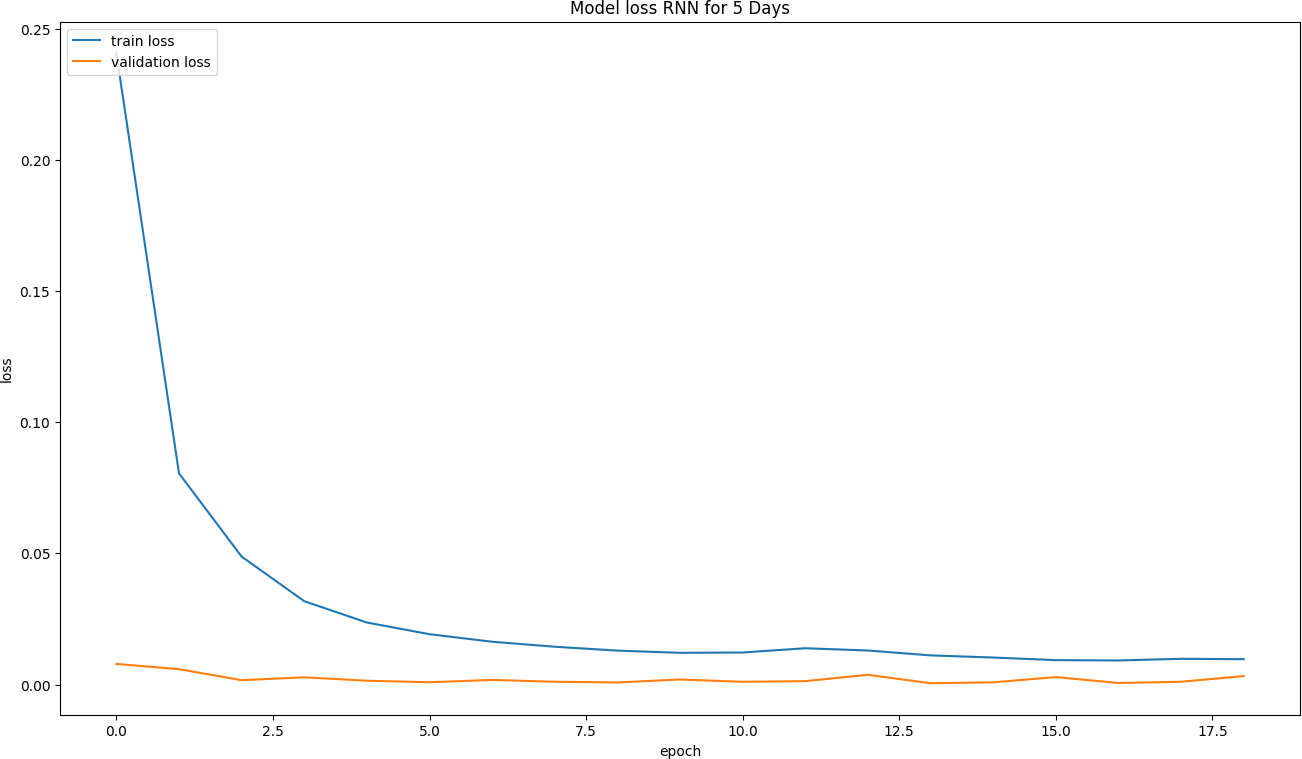 Model loss RNN for 5 Days
train loss
validation loss
0.25
0.20
0.15
0.10
0.05
0.00
loss
0.0 2.5 5.0 7.5 10.0 12.5 15.0 17.5
epoch